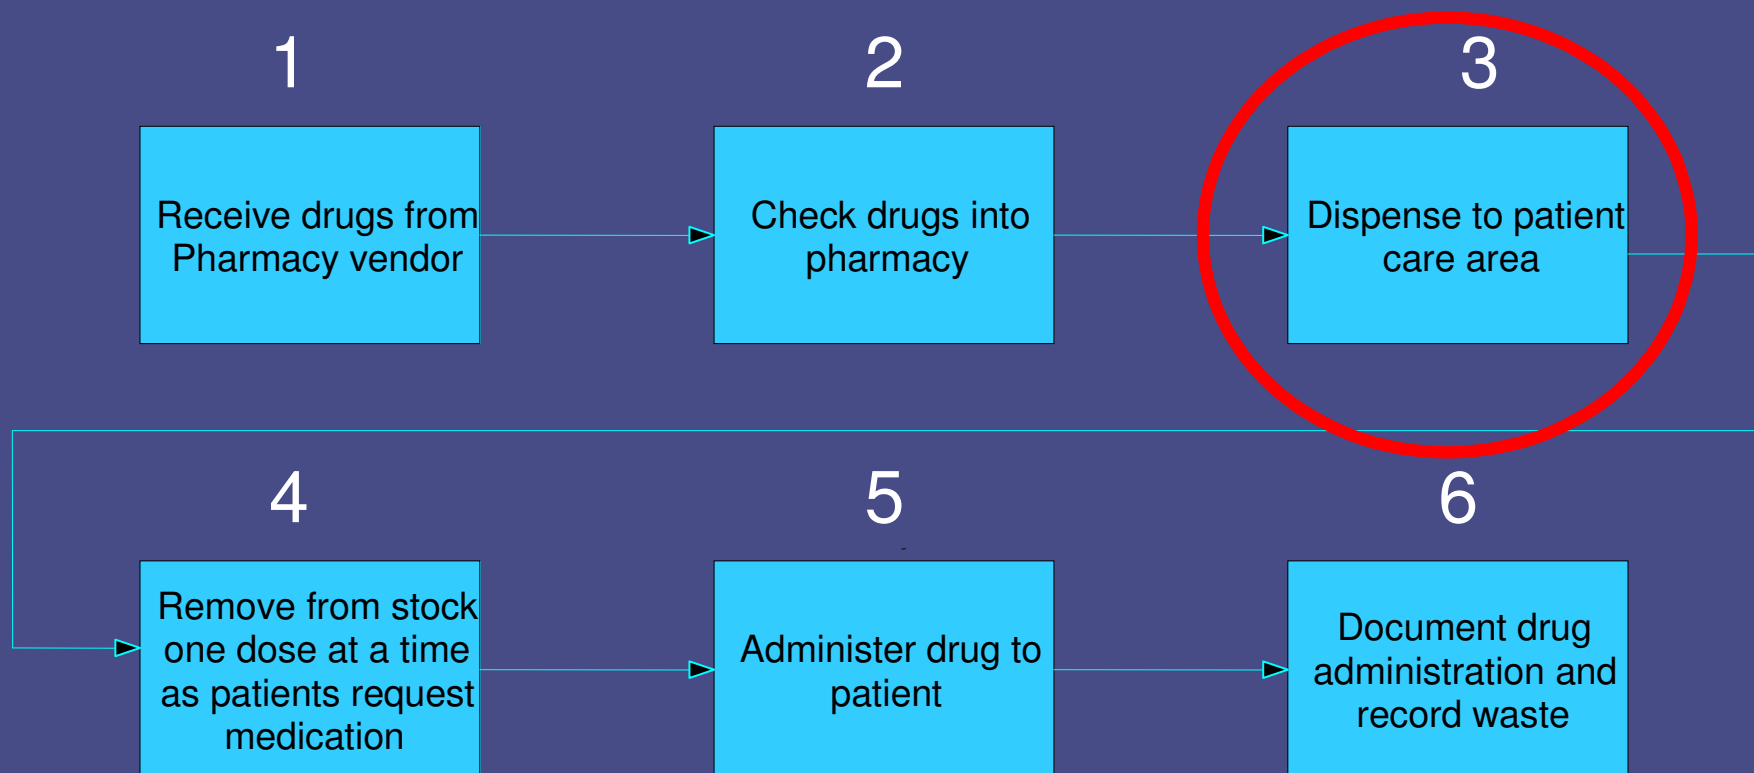 1
2
3
Receive drugs from
Pharmacy vendor
Check drugs into
pharmacy
Dispense to patient
care area
4
5
6
Remove from stock
one dose at a time
as patients request
medication
Administer drug to
patient
Document drug
administration and
record waste